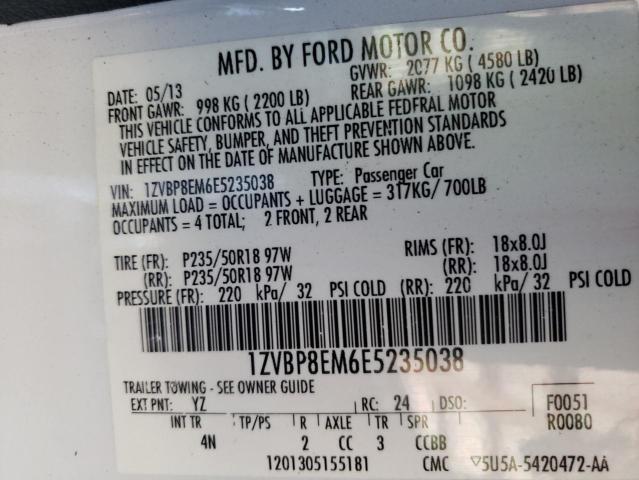 MFD. BY FORD MOTOR CO.
DATE: 05/13 GVWR: 2077 KG ( 4580 LB)
FRONT GAWR: 998 KG ( 2200 LB) REAR GAWR: 1098 KG ( 2420 LB)
THIS VEHICLE CONFORMS TO ALL APPLICABLE FEDERAL MOTOR
VEHICLE SAFETY, BUMPER, AND THEFT PREVENTION STANDARDS
IN EFFECT ON THE DATE OF MANUFACTURE SHOWN ABOVE.
VIN: 1ZVBP8EM6E5235038 TYPE: Passenger Car
MAXIMUM LOAD = OCCUPANTS + LUGGAGE = 317KG/ 700LB
OCCUPANTS = 4 TOTAL; 2 FRONT, 2 REAR
TIRE (FR): P235/50R18 97W RIMS (FR): 18x8.0J
(RR): P235/50R18 97W (RR): 18x8.0J
PRESSURE (FR): 220 kPa/ 32 PSI COLD (RR): 220 kPa/ 32 PSI COLD
1ZVBP8EM6E5235038
TRAILER TOWING - SEE OWNER GUIDE
EXT PNT: YZ RC: 24 DSO: F0051
R0080
INT TR TP/PS R AXLE TR SPR
4N 2 CC 3 CCBB
1201305155181 CMC ▽5U5A-5420472-AA